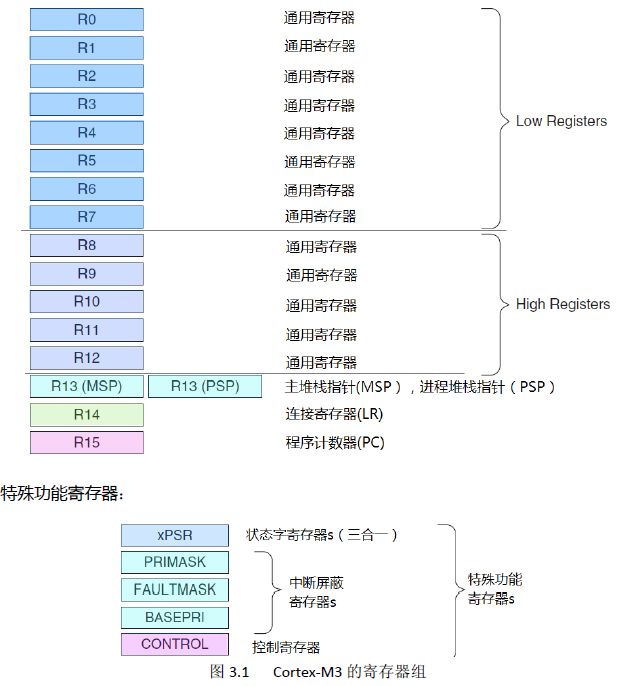 R0 通用寄存器
R1 通用寄存器
R2 通用寄存器
R3 通用寄存器
R4 通用寄存器 Low Registers
R5 通用寄存器
R6 通用寄存器
R7 通用寄存器
R8 通用寄存器
R9 通用寄存器
R10 通用寄存器 High Registers
R11 通用寄存器
R12 通用寄存器
R13 (MSP) R13 (PSP) 主堆栈指针(MSP），进程堆栈指针（PSP）
R14 连接寄存器(LR)
R15 程序计数器(PC)
特殊功能寄存器：
xPSR 状态字寄存器s（三合一）
PRIMASK
FAULTMASK 中断屏蔽 特殊功能
寄存器s 寄存器s
BASEPRI
CONTROL 控制寄存器
图 3.1 Cortex-M3 的寄存器组